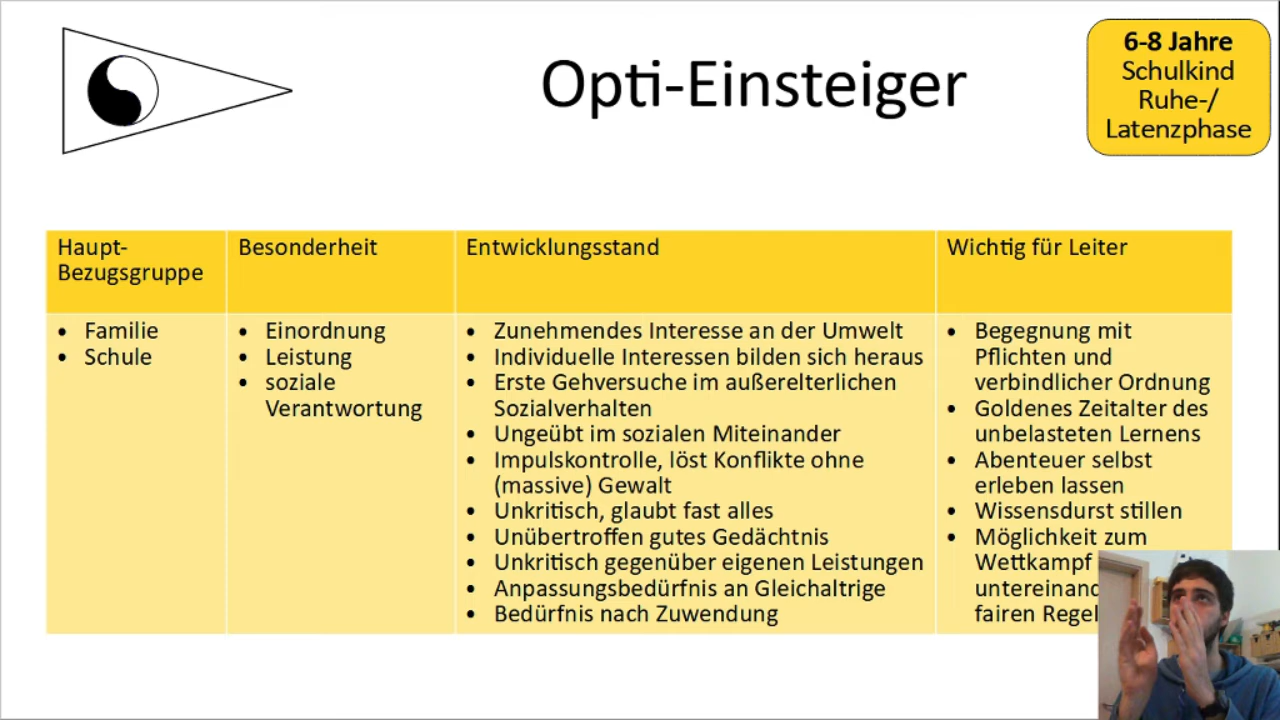 Opti-Einsteiger
6-8 Jahre
Schulkind
Ruhe-/
Latenzphase
Haupt-
Bezugsgruppe
Besonderheit
Entwicklungsstand
Wichtig für Leiter
• Familie
• Schule
• Einordnung
• Leistung
• soziale
Verantwortung
• Zunehmendes Interesse an der Umwelt
• Individuelle Interessen bilden sich heraus
• Erste Gehversuche im außerelterlichen
Sozialverhalten
• Ungeübt im sozialen Miteinander
• Impulskontrolle, löst Konflikte ohne
(massive) Gewalt
• Unkritisch, glaubt fast alles
• Unübertroffen gutes Gedächtnis
• Unkritisch gegenüber eigenen Leistungen
• Anpassungsbedürfnis an Gleichaltrige
• Bedürfnis nach Zuwendung
• Begegnung mit
Pflichten und
verbindlicher Ordnung
• Goldenes Zeitalter des
unbelasteten Lernens
• Abenteuer selbst
erleben lassen
• Wissensdurst stillen
• Möglichkeit zum
Wettkampf
fairen